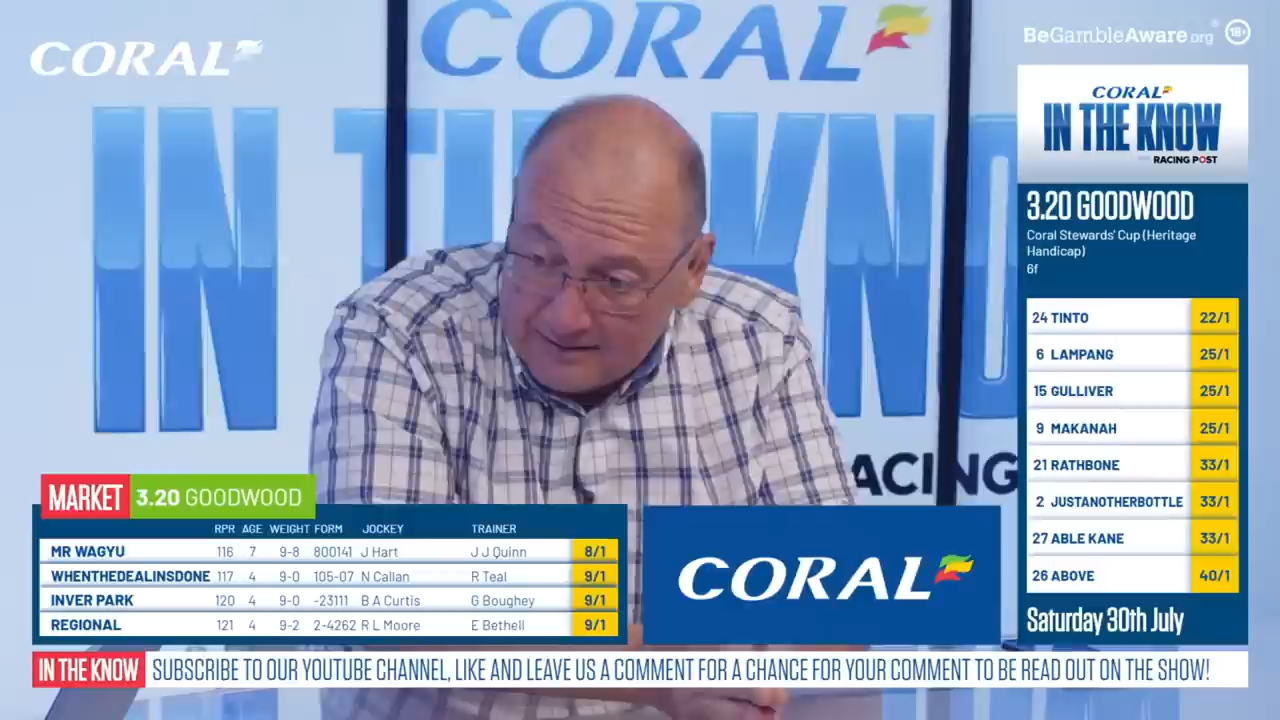 CORAL
CORAL
BeGambleAware.org 18+
IN THE KNOW
ACING
CORAL
IN THE KNOW
RACING POST
3.20 GOODWOOD
Coral Stewards' Cup (Heritage
Handicap)
6f
24 TINTO 22/1
6 LAMPANG 25/1
15 GULLIVER 25/1
9 MAKANAH 25/1
21 RATHBONE 33/1
2 JUSTANOTHERBOTTLE 33/1
27 ABLE KANE 33/1
26 ABOVE 40/1
Saturday 30th July
MARKET 3.20 GOODWOOD
RPR AGE WEIGHT FORM JOCKEY TRAINER
MR WAGYU 116 7 9-8 800141 J Hart J J Quinn 8/1
WHENTHEDEALINSDONE 117 4 9-0 105-07 N Callan R Teal 9/1
INVER PARK 120 4 9-0 -23111 B A Curtis G Boughey 9/1
REGIONAL 121 4 9-2 2-4262 R L Moore E Bethell 9/1
CORAL
IN THE KNOW SUBSCRIBE TO OUR YOUTUBE CHANNEL, LIKE AND LEAVE US A COMMENT FOR A CHANCE FOR YOUR COMMENT TO BE READ OUT ON THE SHOW!